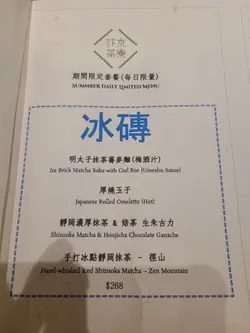 期間限定套餐(每日限量)
SUMMBER DAILY LIMITED MENU
冰磚
明太子抹茶蕎麥麵(梅酒汁)
Ice Brick Matcha Soba with Cod Roe (Umeshu Sauce)
厚燒玉子
Japanese Rolled Omelette (Hot)
靜岡濃厚抹茶 & 焙茶 生朱古力
Shizuoka Matcha & Houjicha Chocolate Ganache
手打冰點靜岡抹茶 - 徑山
Hand-whisked Iced Shizuoka Matcha – Zen Mountain
$268